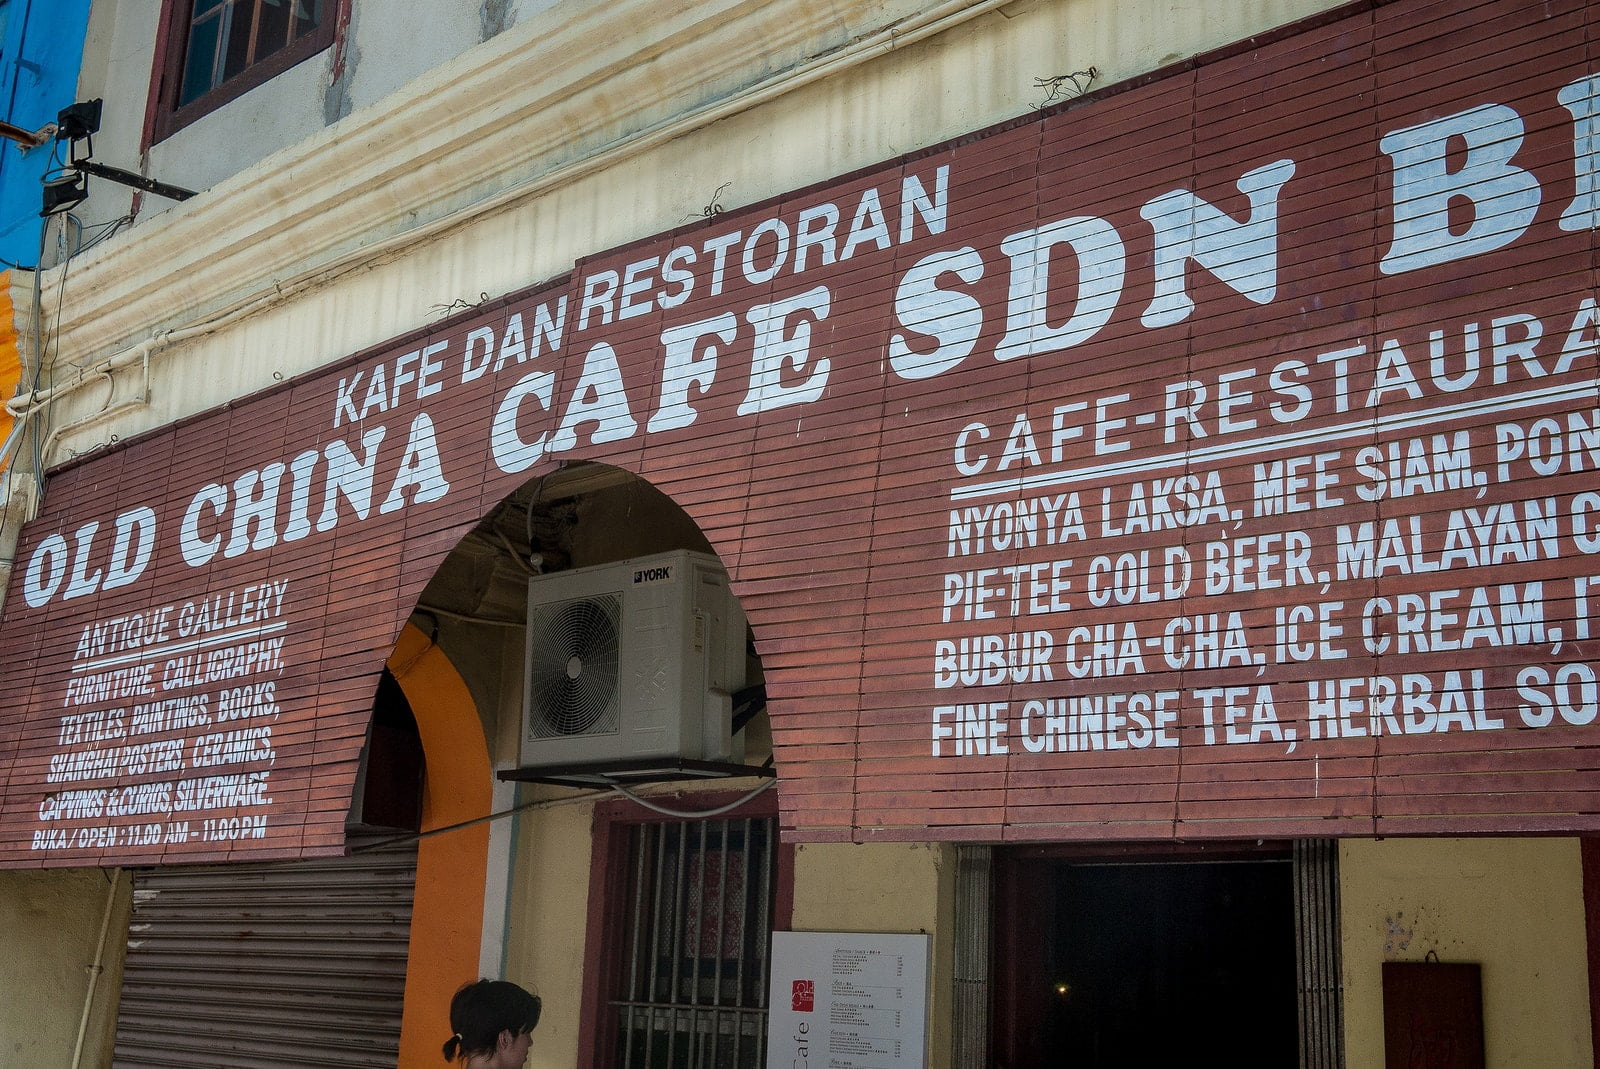 KAFE DAN RESTORAN
OLD CHINA CAFE SDN B
ANTIQUE GALLERY
FURNITURE, CALLIGRAPHY,
TEXTILES, PAINTINGS, BOOKS,
SHANGHAI POSTERS, CERAMICS,
CARVINGS & CURIOS, SILVERWARE.
BUKA / OPEN : 11.00 AM - 11.00 PM
CAFE-RESTAURA
NYONYA LAKSA, MEE SIAM, PON
PIE-TEE COLD BEER, MALAYAN C
BUBUR CHA-CHA, ICE CREAM, IT
FINE CHINESE TEA, HERBAL SO
YORK
Cafe